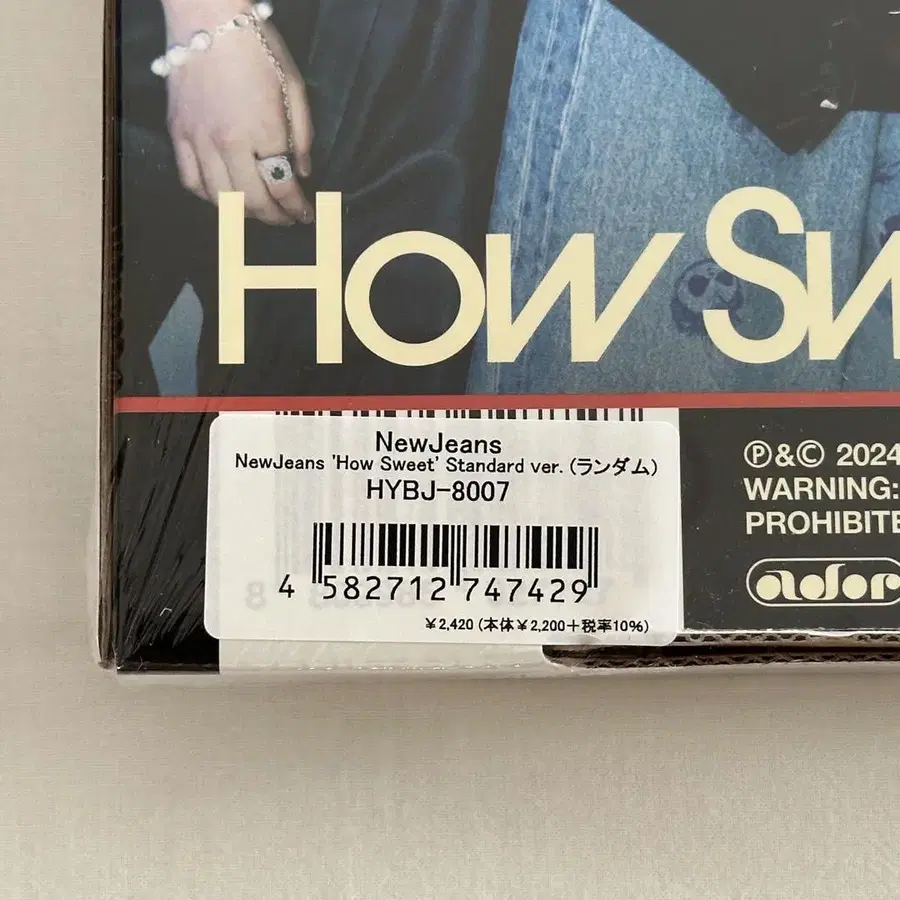 How Sw
NewJeans
NewJeans 'How Sweet' Standard ver. (ランダム)
HYBJ-8007
4 582712 747429
¥2,420 (本体¥2,200+税率10%)
Ⓟ&© 2024
WARNING:
PROHIBITE
ador